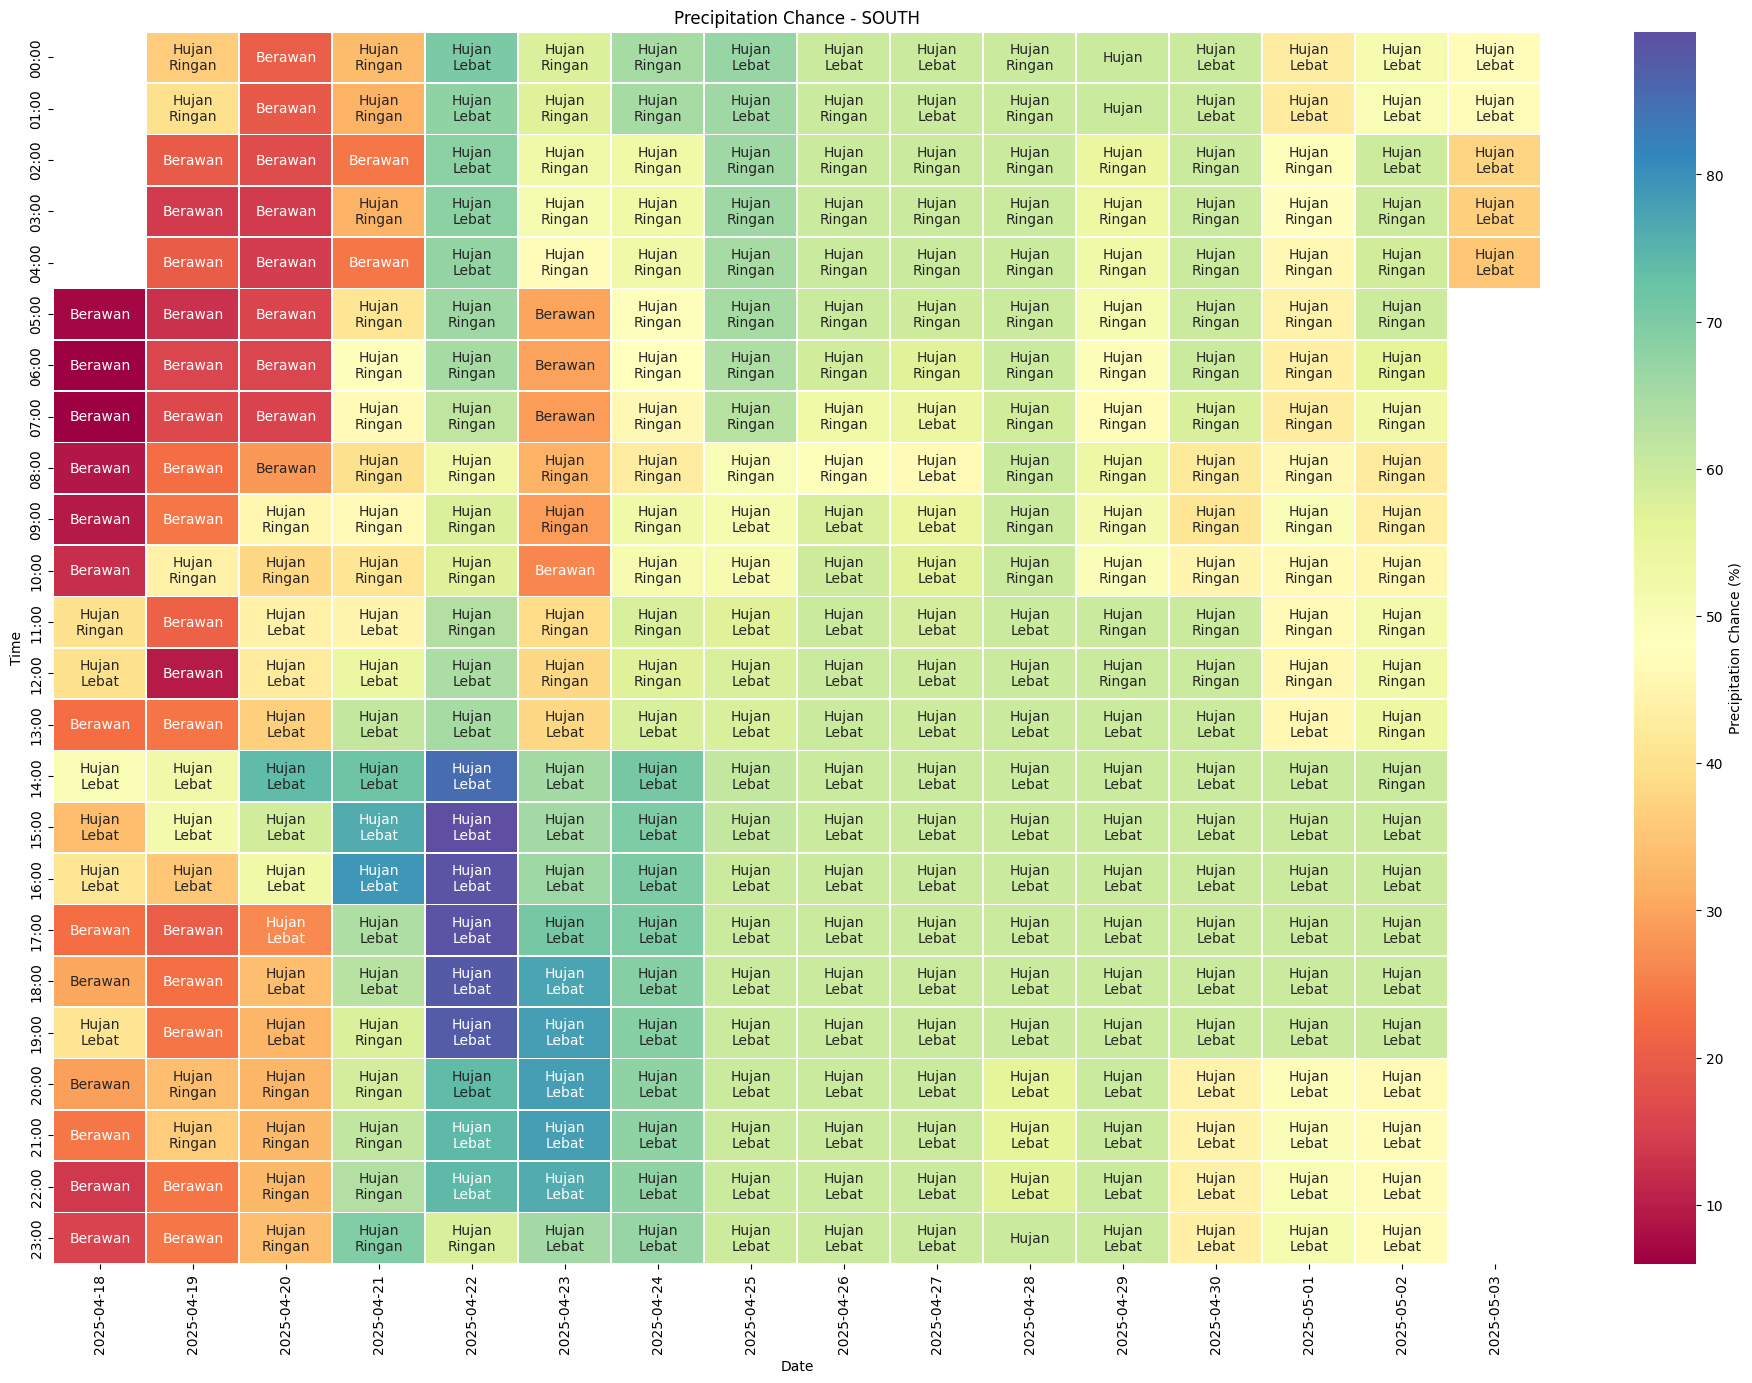 Precipitation Chance - SOUTH
00:00
Hujan Hujan Hujan Hujan Hujan Hujan Hujan Hujan Hujan Hujan Hujan Hujan Hujan Hujan
Ringan Berawan Ringan Lebat Ringan Ringan Lebat Lebat Lebat Ringan Hujan Lebat Lebat Lebat Lebat
01:00
Hujan Hujan Hujan Hujan Hujan Hujan Hujan Hujan Hujan Hujan Hujan Hujan Hujan
Ringan Berawan Ringan Lebat Ringan Ringan Lebat Ringan Lebat Ringan Hujan Lebat Lebat Lebat Lebat
02:00
Hujan Hujan Hujan Hujan Hujan Hujan Hujan Hujan Hujan Hujan Hujan Hujan
Berawan Berawan Berawan Lebat Ringan Ringan Ringan Ringan Ringan Ringan Ringan Ringan Ringan Lebat Lebat
03:00
Hujan Hujan Hujan Hujan Hujan Hujan Hujan Hujan Hujan Hujan Hujan Hujan Hujan
Berawan Berawan Ringan Lebat Ringan Ringan Ringan Ringan Ringan Ringan Ringan Ringan Ringan Ringan Lebat
04:00
Hujan Hujan Hujan Hujan Hujan Hujan Hujan Hujan Hujan Hujan Hujan Hujan
Berawan Berawan Berawan Lebat Ringan Ringan Ringan Ringan Ringan Ringan Ringan Ringan Ringan Ringan Lebat
05:00
Hujan Hujan Hujan Hujan Hujan Hujan Hujan Hujan Hujan Hujan Hujan
Berawan Berawan Berawan Ringan Ringan Berawan Ringan Ringan Ringan Ringan Ringan Ringan Ringan Ringan Ringan
06:00
Hujan Hujan Hujan Hujan Hujan Hujan Hujan Hujan Hujan Hujan Hujan
Berawan Berawan Berawan Ringan Ringan Berawan Ringan Ringan Ringan Ringan Ringan Ringan Ringan Ringan Ringan
07:00
Hujan Hujan Hujan Hujan Hujan Hujan Hujan Hujan Hujan Hujan Hujan
Berawan Berawan Berawan Ringan Ringan Berawan Ringan Ringan Ringan Lebat Ringan Ringan Ringan Ringan Ringan
08:00
Hujan Hujan Hujan Hujan Hujan Hujan Hujan Hujan Hujan Hujan Hujan Hujan
Berawan Berawan Berawan Ringan Ringan Ringan Ringan Ringan Ringan Lebat Ringan Ringan Ringan Ringan Ringan
09:00
Hujan Hujan Hujan Hujan Hujan Hujan Hujan Hujan Hujan Hujan Hujan Hujan Hujan
Berawan Berawan Ringan Ringan Ringan Ringan Ringan Lebat Lebat Lebat Ringan Ringan Ringan Ringan Ringan
10:00
Hujan Hujan Hujan Hujan Hujan Hujan Hujan Hujan Hujan Hujan Hujan Hujan Hujan
Berawan Ringan Ringan Ringan Ringan Berawan Ringan Lebat Lebat Lebat Ringan Ringan Ringan Ringan Ringan
11:00
Hujan Hujan Hujan Hujan Hujan Hujan Hujan Hujan Hujan Hujan Hujan Hujan Hujan Hujan
Ringan Berawan Lebat Lebat Ringan Ringan Ringan Lebat Lebat Lebat Lebat Ringan Ringan Ringan Ringan
12:00
Hujan Hujan Hujan Hujan Hujan Hujan Hujan Hujan Hujan Hujan Hujan Hujan Hujan Hujan
Lebat Berawan Lebat Lebat Lebat Ringan Ringan Lebat Lebat Lebat Lebat Ringan Ringan Ringan Ringan
13:00
Hujan Hujan Hujan Hujan Hujan Hujan Hujan Hujan Hujan Hujan Hujan Hujan Hujan
Berawan Berawan Lebat Lebat Lebat Lebat Lebat Lebat Lebat Lebat Lebat Lebat Lebat Lebat Ringan
14:00
Hujan Hujan Hujan Hujan Hujan Hujan Hujan Hujan Hujan Hujan Hujan Hujan Hujan Hujan Hujan
Lebat Lebat Lebat Lebat Lebat Lebat Lebat Lebat Lebat Lebat Lebat Lebat Lebat Lebat Ringan
15:00
Hujan Hujan Hujan Hujan Hujan Hujan Hujan Hujan Hujan Hujan Hujan Hujan Hujan Hujan Hujan
Lebat Lebat Lebat Lebat Lebat Lebat Lebat Lebat Lebat Lebat Lebat Lebat Lebat Lebat Lebat
16:00
Hujan Hujan Hujan Hujan Hujan Hujan Hujan Hujan Hujan Hujan Hujan Hujan Hujan Hujan Hujan
Lebat Lebat Lebat Lebat Lebat Lebat Lebat Lebat Lebat Lebat Lebat Lebat Lebat Lebat Lebat
17:00
Hujan Hujan Hujan Hujan Hujan Hujan Hujan Hujan Hujan Hujan Hujan Hujan Hujan
Berawan Berawan Lebat Lebat Lebat Lebat Lebat Lebat Lebat Lebat Lebat Lebat Lebat Lebat Lebat
18:00
Hujan Hujan Hujan Hujan Hujan Hujan Hujan Hujan Hujan Hujan Hujan Hujan Hujan
Berawan Berawan Lebat Lebat Lebat Lebat Lebat Lebat Lebat Lebat Lebat Lebat Lebat Lebat Lebat
19:00
Hujan Hujan Hujan Hujan Hujan Hujan Hujan Hujan Hujan Hujan Hujan Hujan Hujan Hujan
Lebat Berawan Lebat Ringan Lebat Lebat Lebat Lebat Lebat Lebat Lebat Lebat Lebat Lebat Lebat
20:00
Hujan Hujan Hujan Hujan Hujan Hujan Hujan Hujan Hujan Hujan Hujan Hujan Hujan Hujan
Berawan Ringan Ringan Ringan Lebat Lebat Lebat Lebat Lebat Lebat Lebat Lebat Lebat Lebat Lebat
21:00
Hujan Hujan Hujan Hujan Hujan Hujan Hujan Hujan Hujan Hujan Hujan Hujan Hujan Hujan
Berawan Ringan Ringan Ringan Lebat Lebat Lebat Lebat Lebat Lebat Lebat Lebat Lebat Lebat Lebat
22:00
Hujan Hujan Hujan Hujan Hujan Hujan Hujan Hujan Hujan Hujan Hujan Hujan Hujan
Berawan Berawan Ringan Ringan Lebat Lebat Lebat Lebat Lebat Lebat Lebat Lebat Lebat Lebat Lebat
23:00
Hujan Hujan Hujan Hujan Hujan Hujan Hujan Hujan Hujan Hujan Hujan Hujan
Berawan Berawan Ringan Ringan Ringan Lebat Lebat Lebat Lebat Lebat Hujan Lebat Lebat Lebat Lebat
Time
2025-04-18
2025-04-19
2025-04-20
2025-04-21
2025-04-22
2025-04-23
2025-04-24
2025-04-25
2025-04-26
2025-04-27
2025-04-28
2025-04-29
2025-04-30
2025-05-01
2025-05-02
2025-05-03
Date
80
70
60
50
40
30
20
10
Precipitation Chance (%)